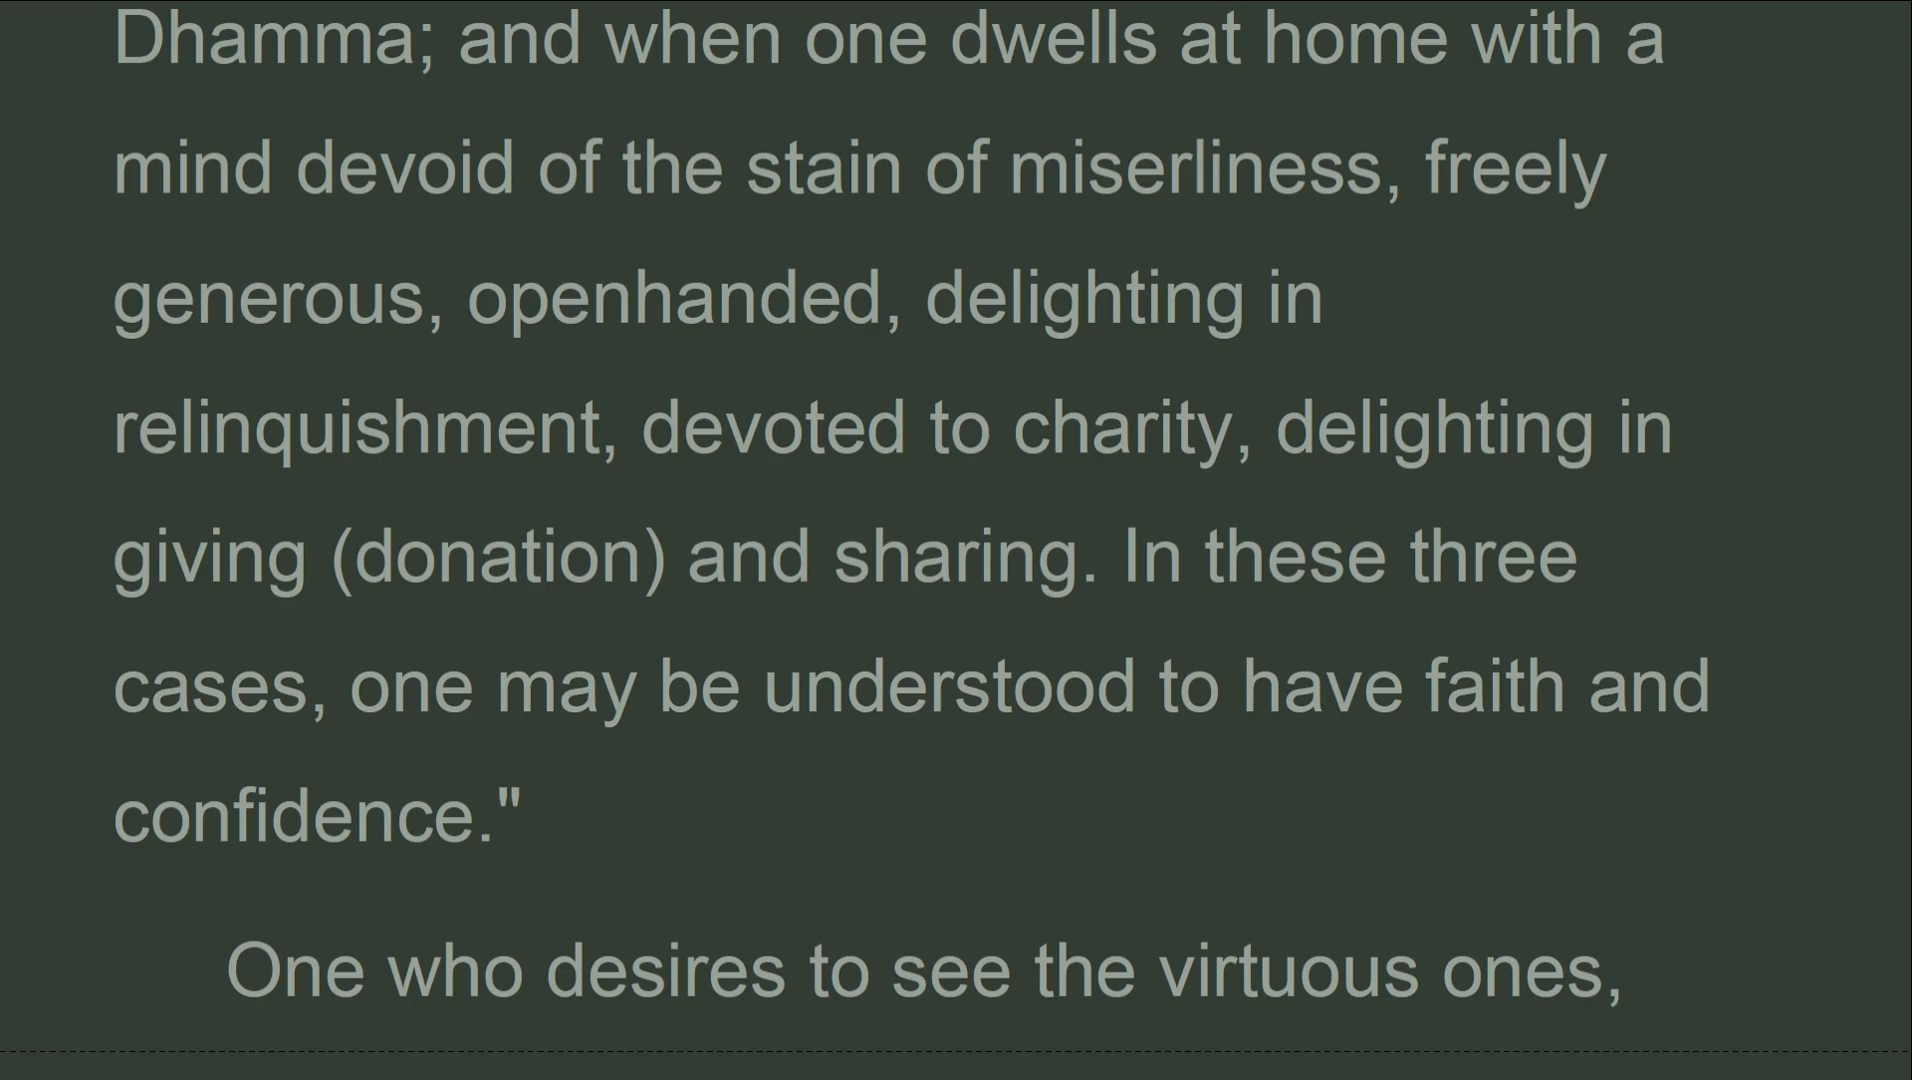 Dhamma; and when one dwells at home with a
mind devoid of the stain of miserliness, freely
generous, openhanded, delighting in
relinquishment, devoted to charity, delighting in
giving (donation) and sharing. In these three
cases, one may be understood to have faith and
confidence."
One who desires to see the virtuous ones,